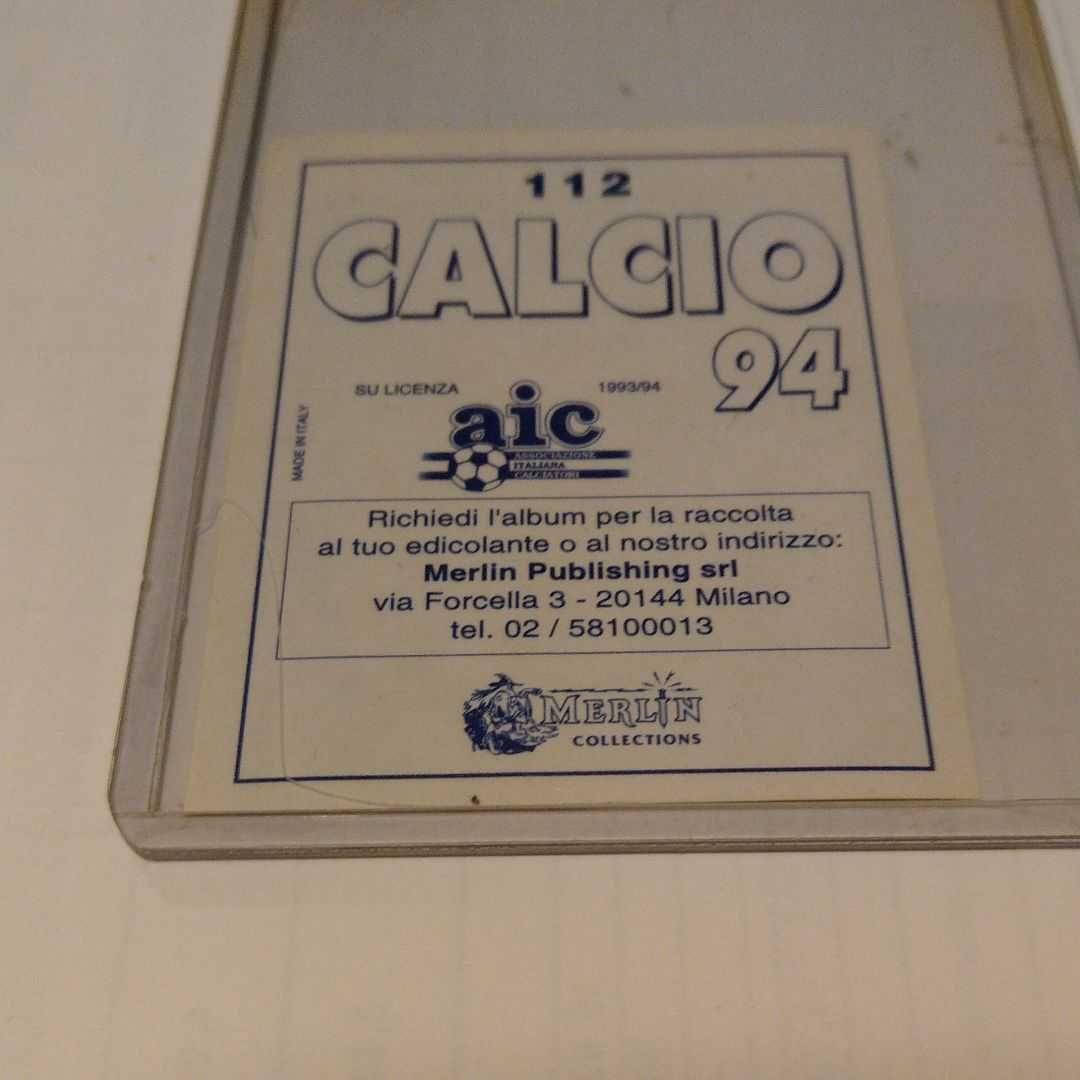 112
CALCIO
94
SU LICENZA
1993/94
aic
ASSOCIAZIONE
ITALIANA
CALCIATORI
MADE IN ITALY
Richiedi l'album per la raccolta
al tuo edicolante o al nostro indirizzo:
Merlin Publishing srl
via Forcella 3 - 20144 Milano
tel. 02 / 58100013
MERLIN
COLLECTIONS